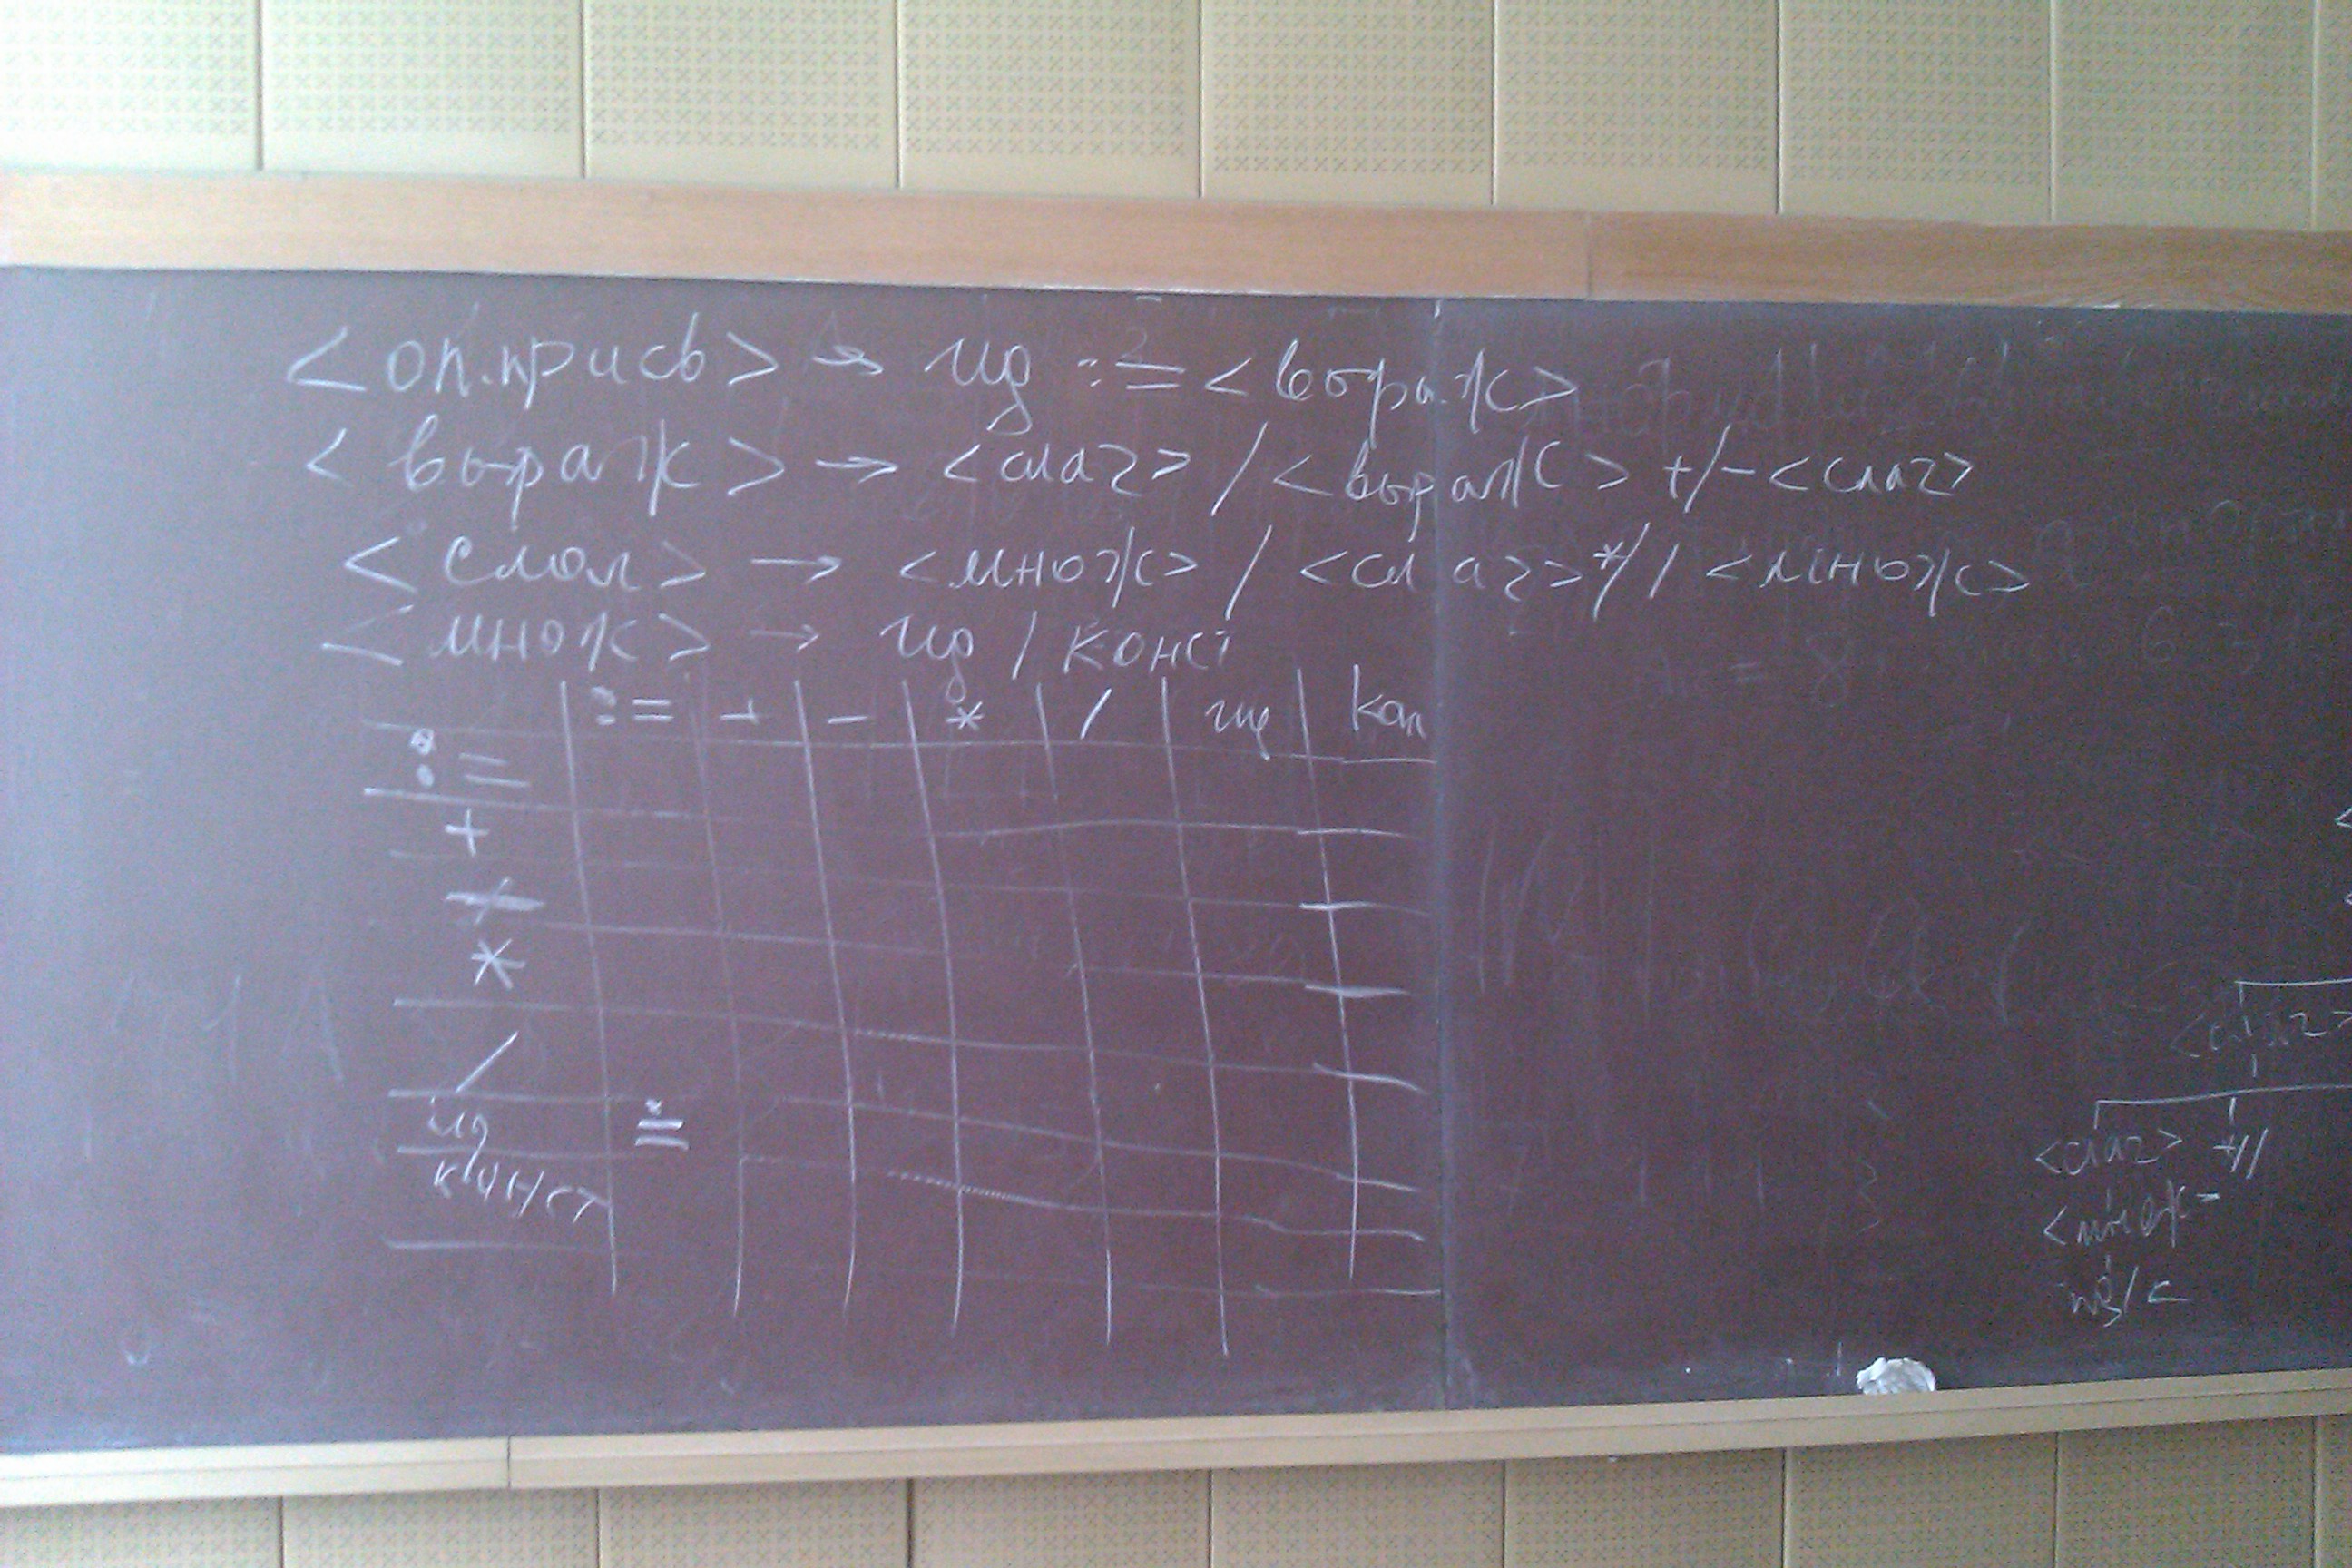 <оп.присв> → ид := <выраж>
<выраж> → <слаг> / <выраж> +/- <слаг>
<слаг> → <множ> / <слаг> */ / <множ>
<множ> → ид / конст
:= + - * / ид кон
:=
+
-
*
/
ид ≐
конст
<слаг>
<слаг> */
<множ>
ид/с